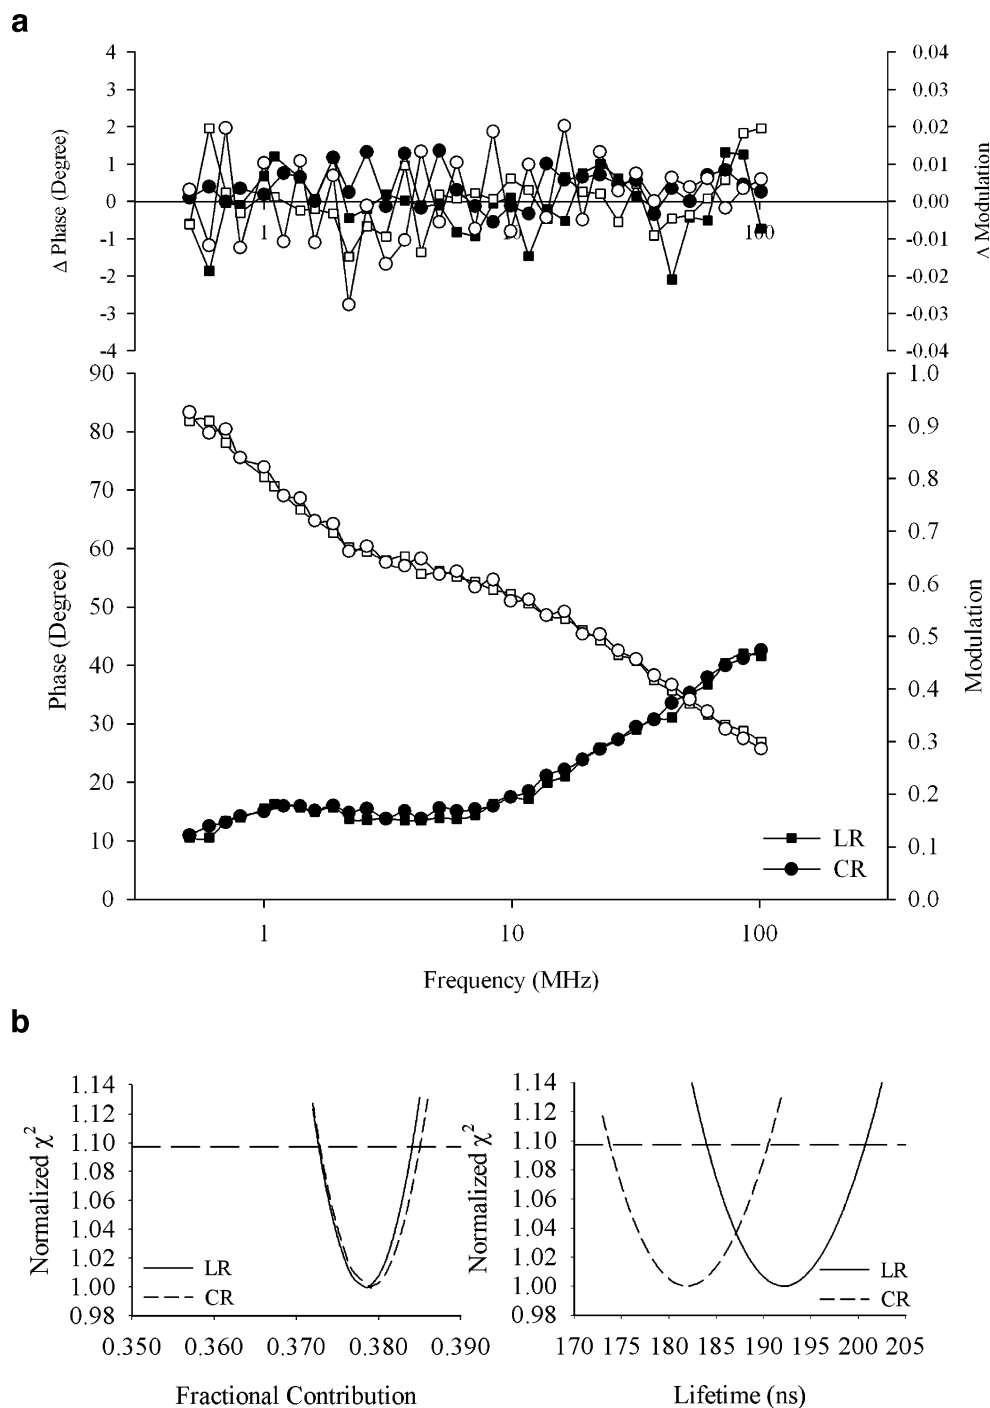 a
4 0.04
3 0.03
2 0.02
1 0.01
0 0.00
-1 -0.01
-2 -0.02
-3 -0.03
-4 -0.04
Δ Phase (Degree)
Δ Modulation
1 100
90 1.0
80 0.9
70 0.8
60 0.7
50 0.6
40 0.5
30 0.4
20 0.3
10 0.2
0 0.1
0.0
Phase (Degree)
Modulation
LR
CR
1 10 100
Frequency (MHz)
b
1.14
1.12
1.10
1.08
1.06
1.04
1.02
1.00
0.98
Normalized χ²
LR
CR
0.350 0.360 0.370 0.380 0.390
Fractional Contribution
1.14
1.12
1.10
1.08
1.06
1.04
1.02
1.00
0.98
Normalized χ²
LR
CR
170 175 180 185 190 195 200 205
Lifetime (ns)